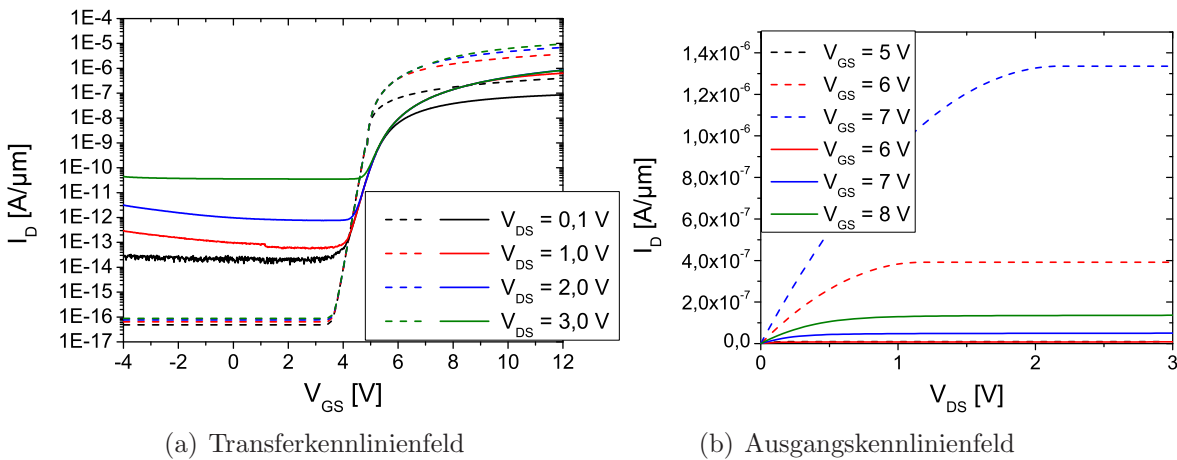 1E-4
1E-5
1E-6
1E-7
1E-8
1E-9
1E-10
1E-11
1E-12
1E-13
1E-14
1E-15
1E-16
1E-17
I_D [A/µm]
-4 -2 0 2 4 6 8 10 12
V_GS [V]
V_DS = 0,1 V
V_DS = 1,0 V
V_DS = 2,0 V
V_DS = 3,0 V
(a) Transferkennlinienfeld
1,4x10⁻⁶
1,2x10⁻⁶
1,0x10⁻⁶
8,0x10⁻⁷
6,0x10⁻⁷
4,0x10⁻⁷
2,0x10⁻⁷
0,0
I_D [A/µm]
0 1 2 3
V_DS [V]
V_GS = 5 V
V_GS = 6 V
V_GS = 7 V
V_GS = 6 V
V_GS = 7 V
V_GS = 8 V
(b) Ausgangskennlinienfeld